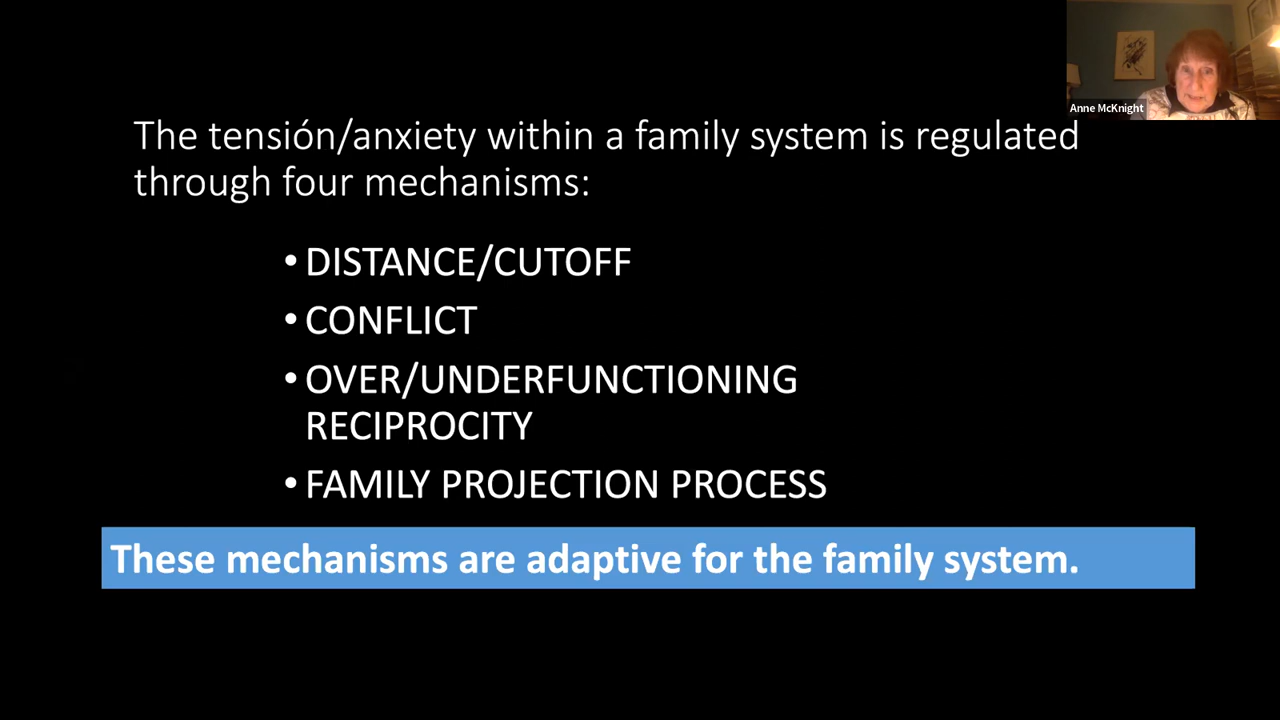 Anne McKnight
The tensión/anxiety within a family system is regulated
through four mechanisms:
• DISTANCE/CUTOFF
• CONFLICT
• OVER/UNDERFUNCTIONING
RECIPROCITY
• FAMILY PROJECTION PROCESS
These mechanisms are adaptive for the family system.